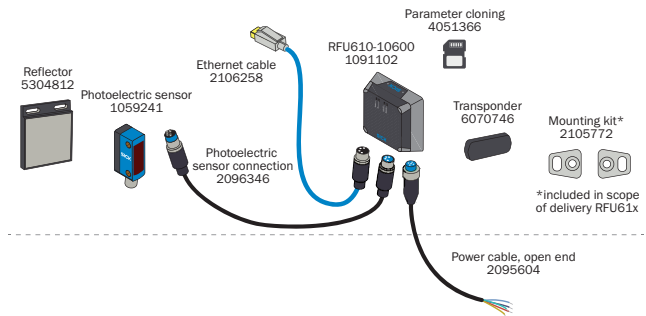 Parameter cloning
4051366
RFU610-10600
1091102
Ethernet cable
2106258
Reflector
5304812
Photoelectric sensor
1059241
Transponder
6070746
Mounting kit*
2105772
Photoelectric
sensor connection
2096346
*included in scope
of delivery RFU61x
Power cable, open end
2095604